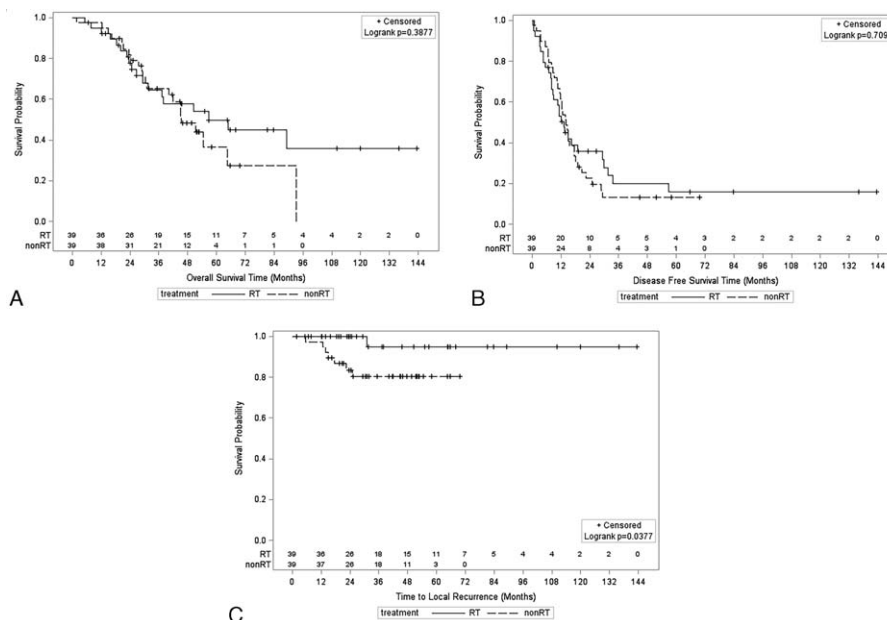 + Censored
Logrank p=0.3877
Survival Probability
1.0
0.8
0.6
0.4
0.2
0.0
RT 39 36 26 19 15 11 7 5 4 4 2 2 0
nonRT 39 38 31 21 12 4 1 1 0
0 12 24 36 48 60 72 84 96 108 120 132 144
Overall Survival Time (Months)
treatment RT nonRT
A
+ Censored
Logrank p=0.709
Survival Probability
1.0
0.8
0.6
0.4
0.2
0.0
RT 39 20 10 5 5 4 3 2 2 2 2 2 0
nonRT 39 24 8 4 3 1 0
0 12 24 36 48 60 72 84 96 108 120 132 144
Disease Free Survival Time (Months)
treatment RT nonRT
B
Survival Probability
1.0
0.8
0.6
0.4
0.2
0.0
+ Censored
Logrank p=0.0377
RT 39 36 26 18 15 11 7 5 4 4 2 2 0
nonRT 39 37 26 18 11 3 0
0 12 24 36 48 60 72 84 96 108 120 132 144
Time to Local Recurrence (Months)
treatment RT nonRT
C